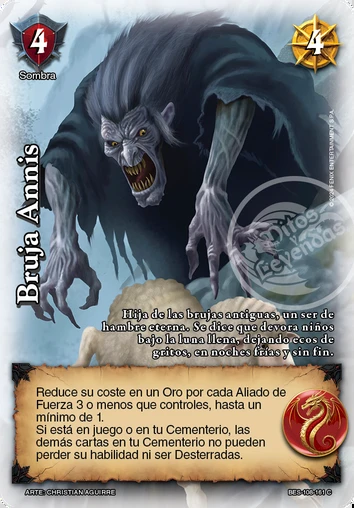 4
4
Sombra
Bruja Annis
©2024 FENIX ENTERTAINMENT S.P.A.
Mitos
Leyendas
Hija de las brujas antiguas, un ser de
hambre eterna. Se dice que devora niños
bajo la luna llena, dejando ecos de
gritos, en noches frías y sin fin.
Reduce su coste en un Oro por cada Aliado de
Fuerza 3 o menos que controles, hasta un
mínimo de 1.
Si está en juego o en tu Cementerio, las
demás cartas en tu Cementerio no pueden
perder su habilidad ni ser Desterradas.
ARTE: CHRISTIAN AGUIRRE
BES-108-161 C